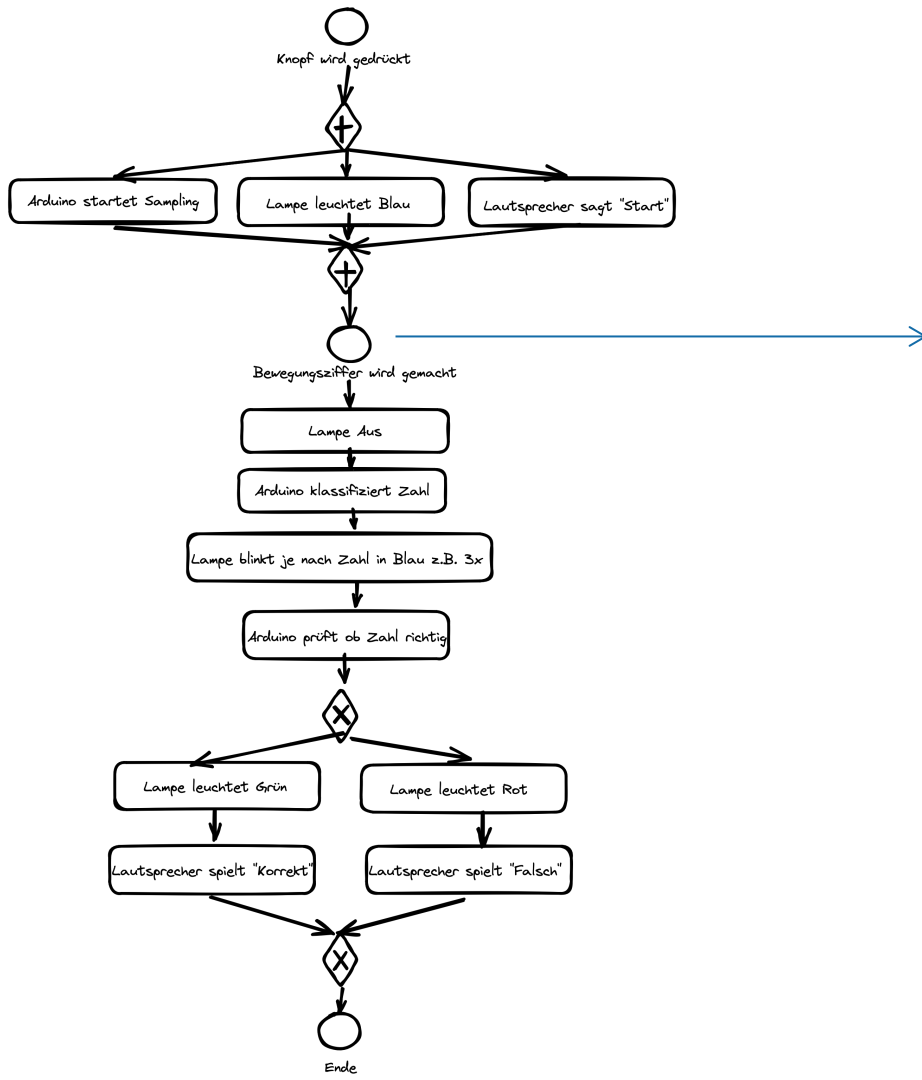 Knopf wird gedrückt
Arduino startet Sampling
Lampe leuchtet Blau
Lautsprecher sagt "Start"
Bewegungsziffer wird gemacht
Lampe Aus
Arduino klassifiziert Zahl
Lampe blinkt je nach Zahl in Blau z.B. 3x
Arduino prüft ob Zahl richtig
Lampe leuchtet Grün
Lampe leuchtet Rot
Lautsprecher spielt "Korrekt"
Lautsprecher spielt "Falsch"
Ende